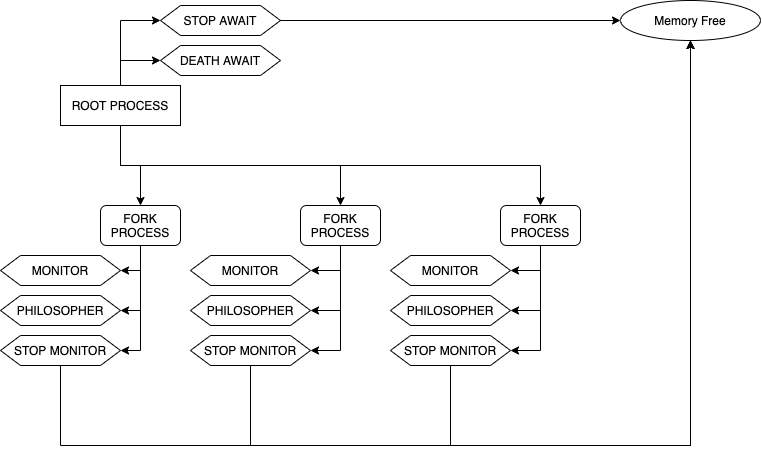 STOP AWAIT
Memory Free
DEATH AWAIT
ROOT PROCESS
FORK
PROCESS
FORK
PROCESS
FORK
PROCESS
MONITOR
MONITOR
MONITOR
PHILOSOPHER
PHILOSOPHER
PHILOSOPHER
STOP MONITOR
STOP MONITOR
STOP MONITOR